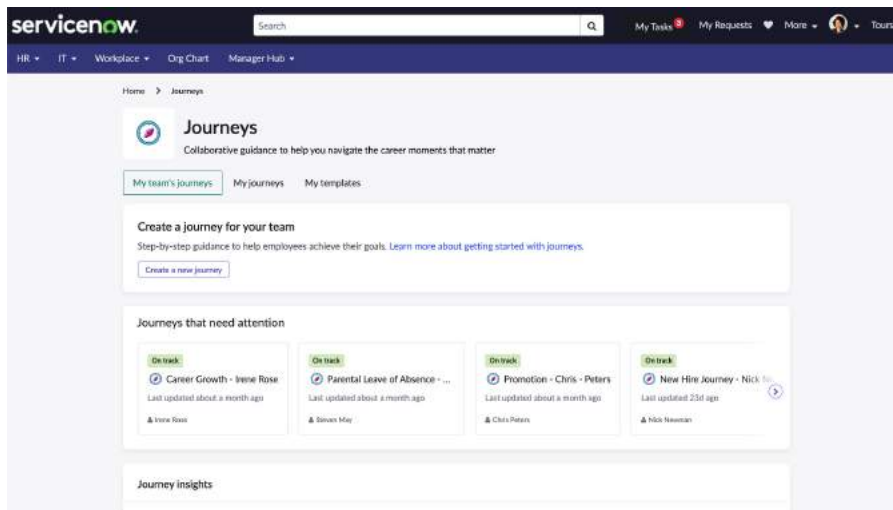 servicenow.
Search
My Tasks 3 My Requests More Tours
HR IT Workplace Org Chart Manager Hub
Home > Journeys
Journeys
Collaborative guidance to help you navigate the career moments that matter
My team's journeys My journeys My templates
Create a journey for your team
Step-by-step guidance to help employees achieve their goals. Learn more about getting started with journeys.
Create a new journey
Journeys that need attention
On track On track On track On track
Career Growth - Irene Rose Parental Leave of Absence - ... Promotion - Chris - Peters New Hire Journey - Nick
Last updated about a month ago Last updated about a month ago Last updated about a month ago Last updated 23d ago
Irene Rose Steven May Chris Peters Nick Newman
Journey insights